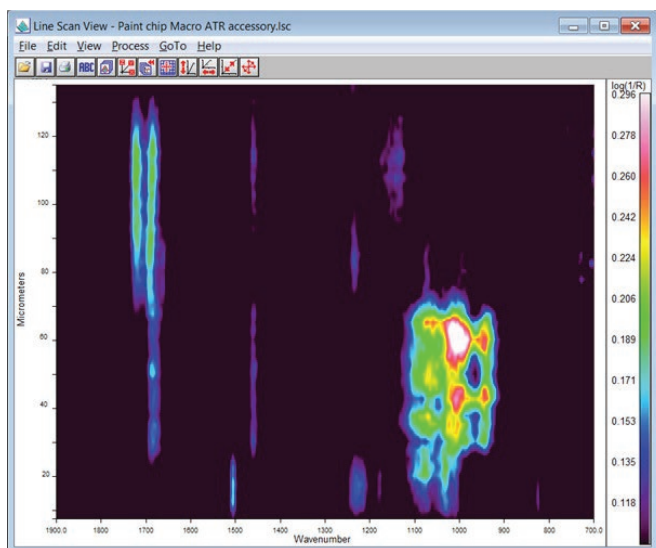 Line Scan View - Paint chip Macro ATR accessory.lsc
File Edit View Process GoTo Help
ABC
log(1/R)
0.296
0.278
0.260
0.242
0.224
0.206
0.189
0.171
0.153
0.135
0.118
Micrometers
120
100
80
60
40
20
1900.0 1800 1700 1600 1500 1400 1300 1200 1100 1000 900 800 700.0
Wavenumber